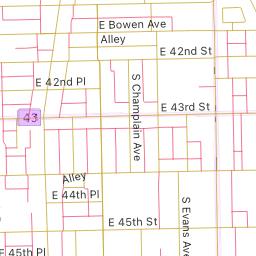 E Bowen Ave
Alley
E 42nd St
E 42nd Pl
S Champlain Ave
E 43rd St
43
Alley
E 44th Pl
E 45th St
S Evans Ave
E 45th Pl